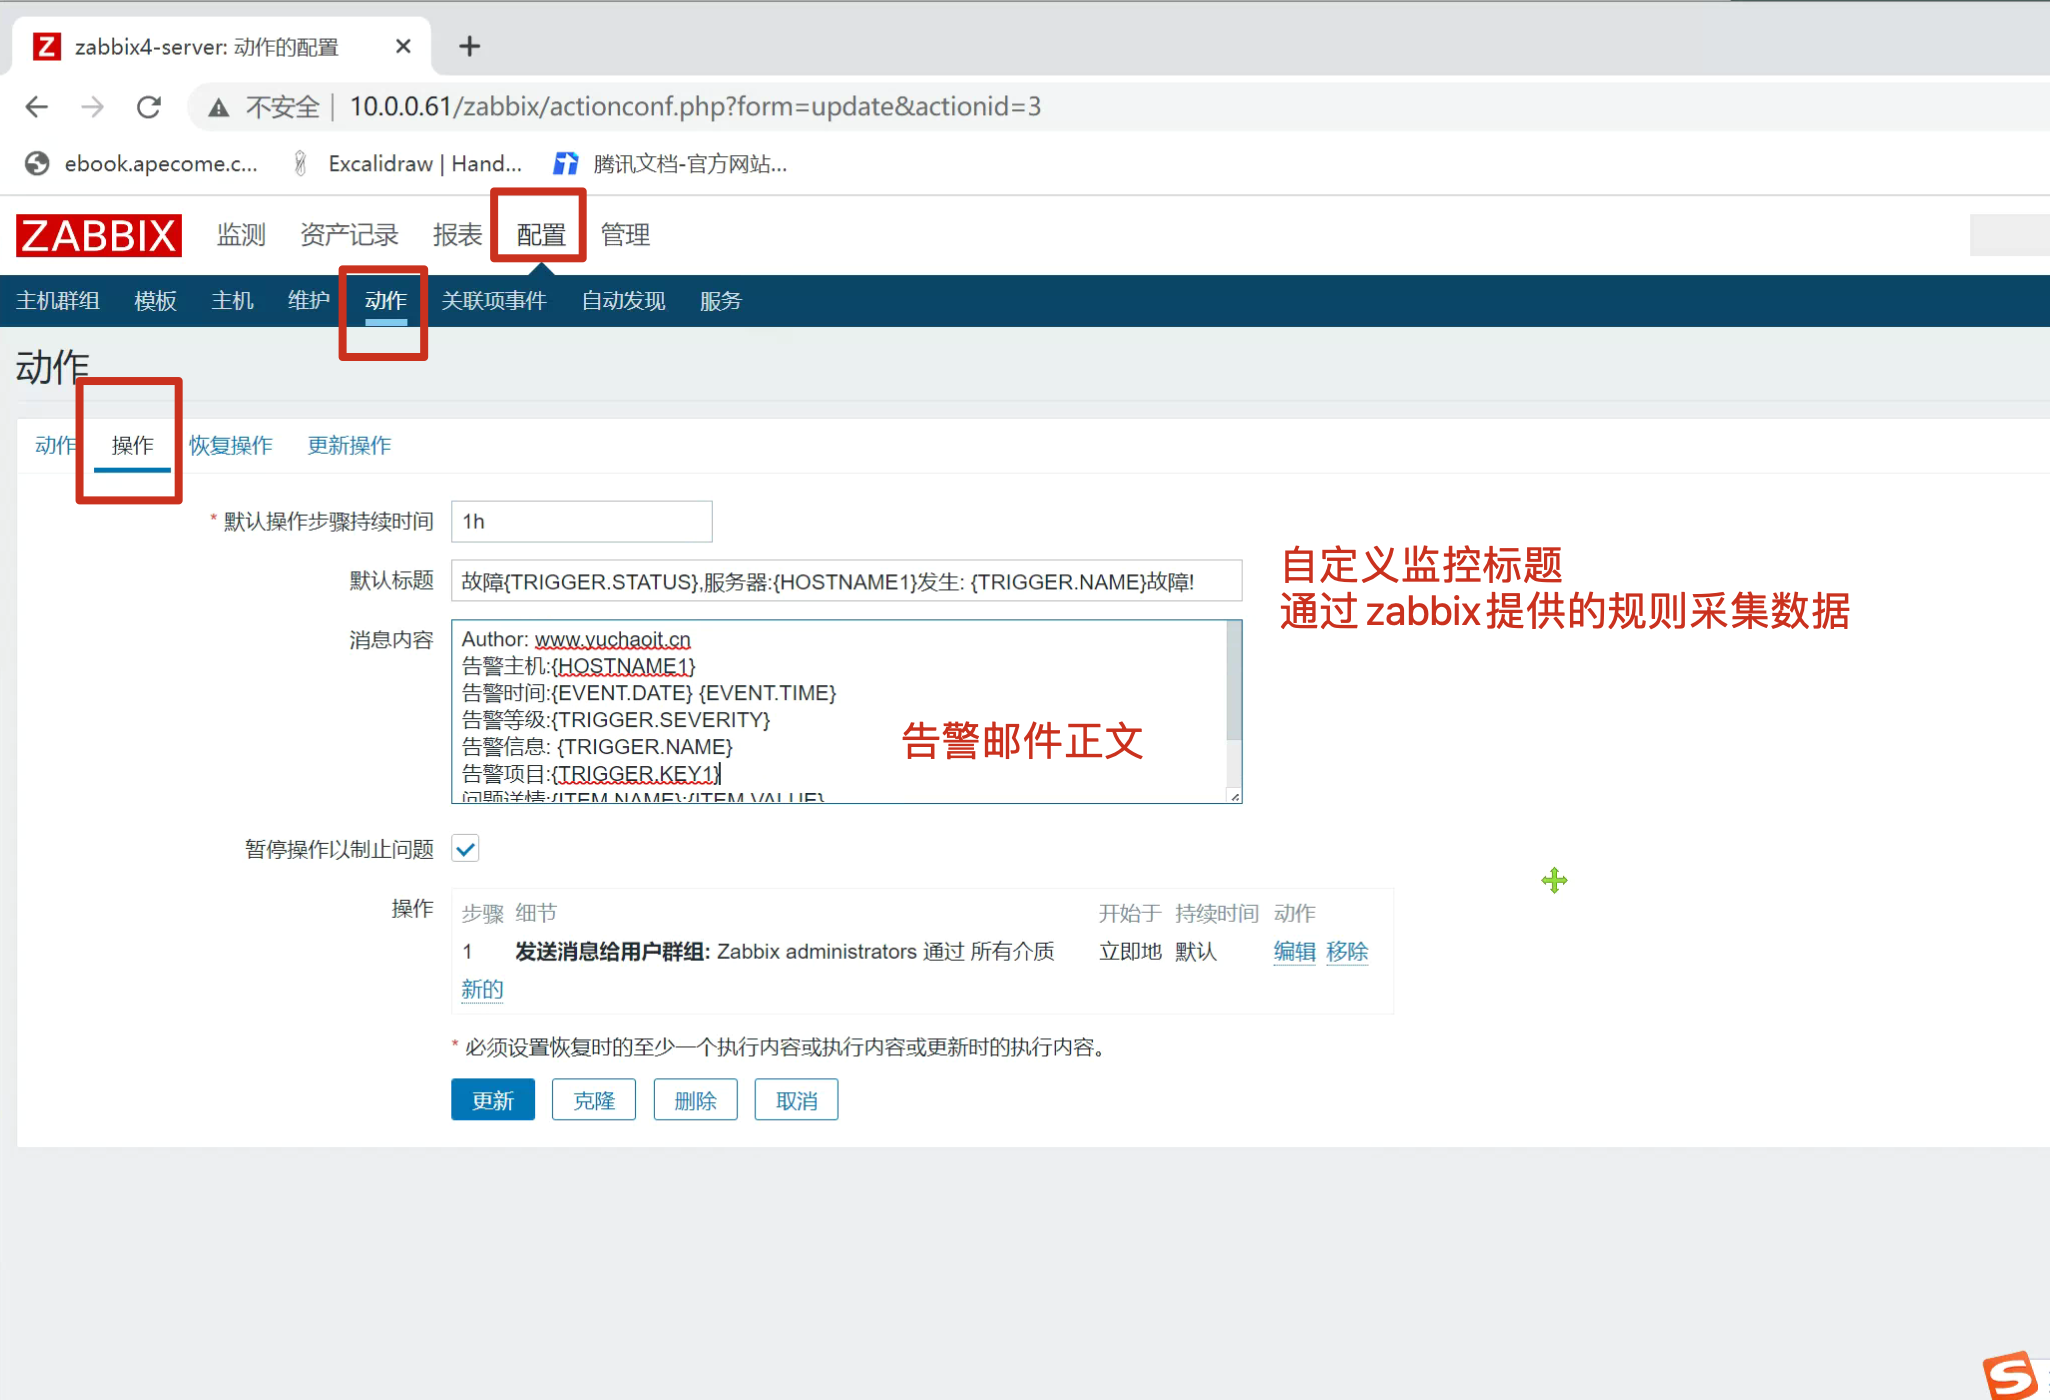 zabbix4-server: 动作的配置
不安全 10.0.0.61/zabbix/actionconf.php?form=update&actionid=3
ebook.apecome.c... Excalidraw | Hand... 腾讯文档-官方网站...
ZABBIX 监测 资产记录 报表 配置 管理
主机群组 模板 主机 维护 动作 关联项事件 自动发现 服务
动作
动作 操作 恢复操作 更新操作
* 默认操作步骤持续时间 1h
默认标题 故障{TRIGGER.STATUS},服务器:{HOSTNAME1}发生: {TRIGGER.NAME}故障!
自定义监控标题
通过zabbix提供的规则采集数据
消息内容 Author: www.yuchaoit.cn
告警主机:{HOSTNAME1}
告警时间:{EVENT.DATE} {EVENT.TIME}
告警等级:{TRIGGER.SEVERITY}
告警信息: {TRIGGER.NAME}
告警项目:{TRIGGER.KEY1}
问题详情:{ITEM.NAME}:{ITEM.VALUE}
告警邮件正文
暂停操作以制止问题
操作 步骤 细节 开始于 持续时间 动作
1 发送消息给用户群组: Zabbix administrators 通过 所有介质 立即地 默认 编辑 移除
新的
* 必须设置恢复时的至少一个执行内容或执行内容或更新时的执行内容。
更新 克隆 删除 取消